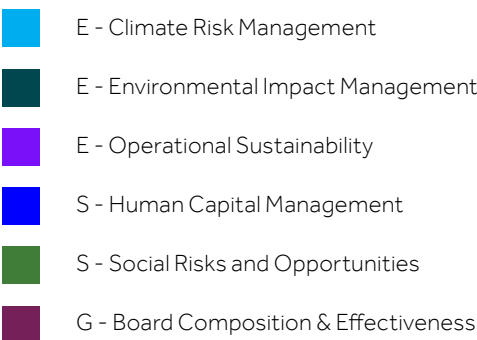 E - Climate Risk Management
E - Environmental Impact Management
E - Operational Sustainability
S - Human Capital Management
S - Social Risks and Opportunities
G - Board Composition & Effectiveness